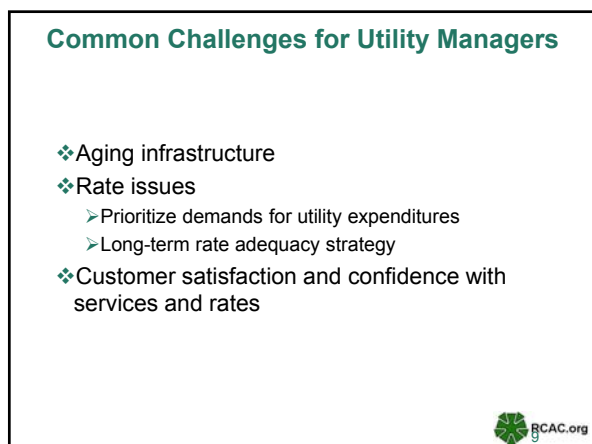 Common Challenges for Utility Managers
❖Aging infrastructure
❖Rate issues
➢Prioritize demands for utility expenditures
➢Long-term rate adequacy strategy
❖Customer satisfaction and confidence with
services and rates
RCAC.org
9